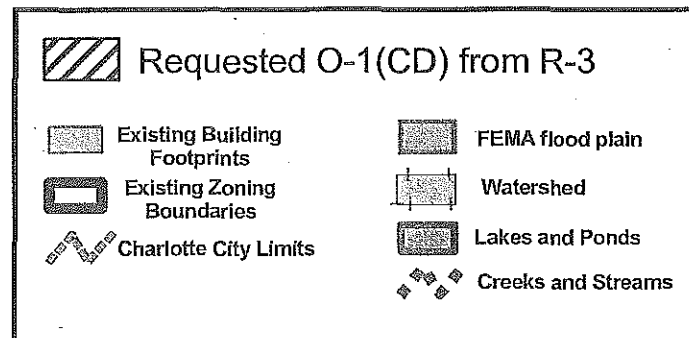 Requested O-1(CD) from R-3
Existing Building
Footprints
Existing Zoning
Boundaries
Charlotte City Limits
FEMA flood plain
Watershed
Lakes and Ponds
Creeks and Streams